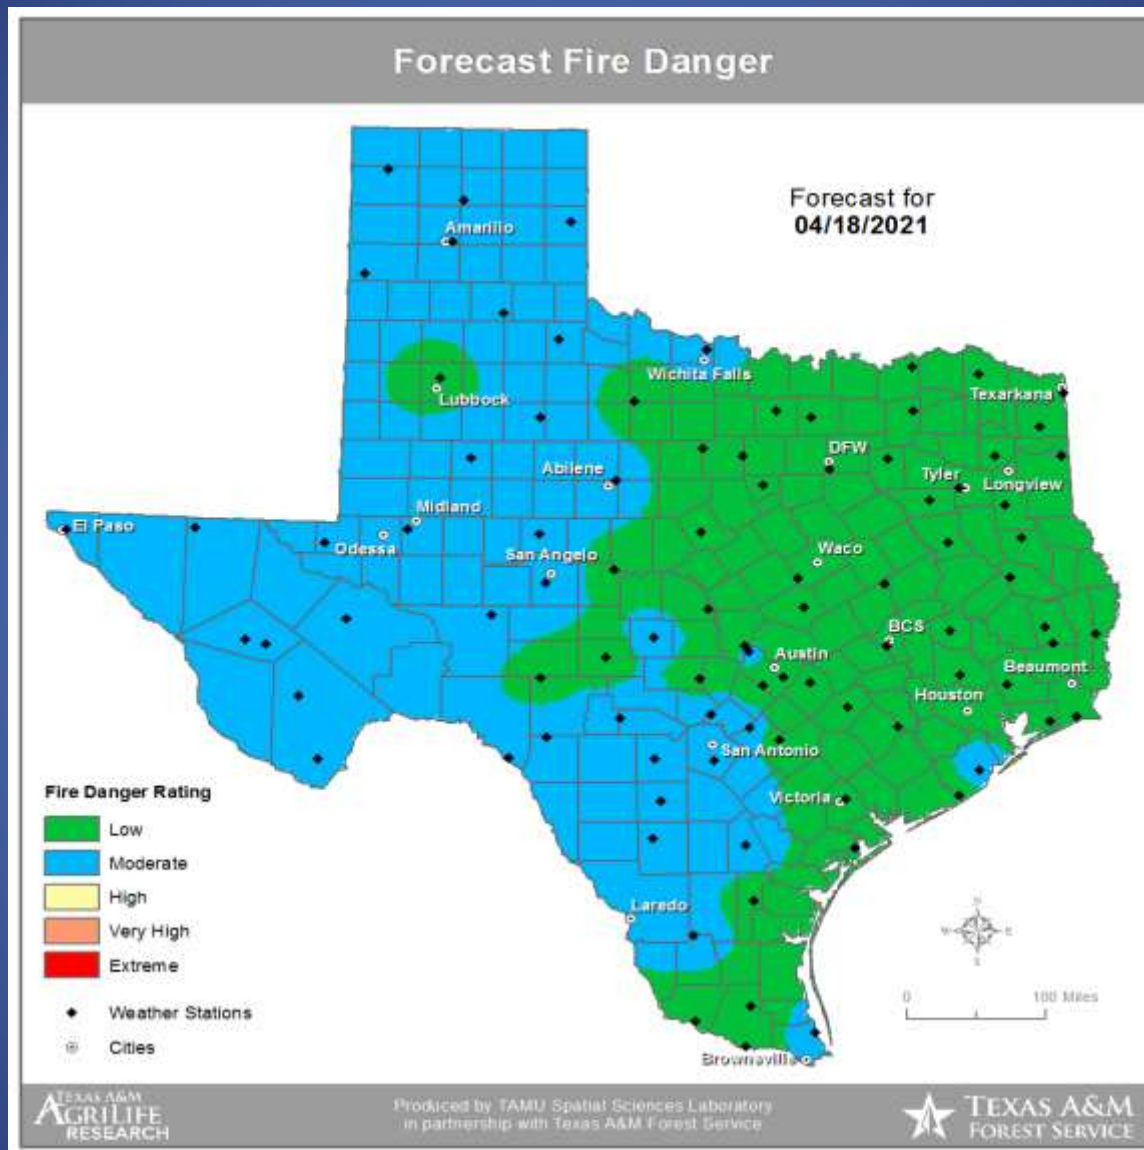 Forecast Fire Danger
Forecast for
04/18/2021
Amarillo
Wichita Falls
Lubbock
Texarkana
DFW
Abilene
Tyler
Longview
Midland
El Paso
Odessa
San Angelo
Waco
BCS
Austin
Beaumont
Houston
San Antonio
Victoria
Laredo
Brownsville
Fire Danger Rating
Low
Moderate
High
Very High
Extreme
Weather Stations
Cities
N
W
E
S
0 100 Miles
TEXAS A&M
AGRILIFE
RESEARCH
Produced by TAMU Spatial Sciences Laboratory
in partnership with Texas A&M Forest Service
TEXAS A&M
FOREST SERVICE